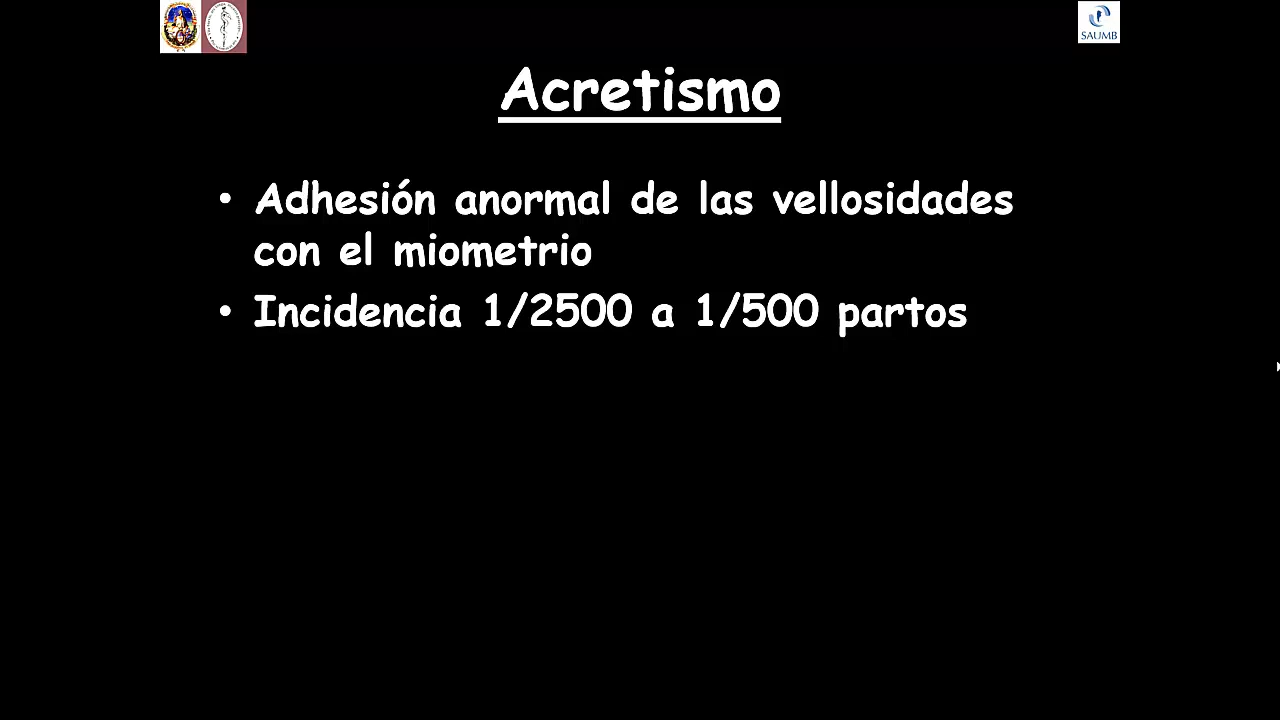 SAUMB
Acretismo
• Adhesión anormal de las vellosidades
con el miometrio
• Incidencia 1/2500 a 1/500 partos